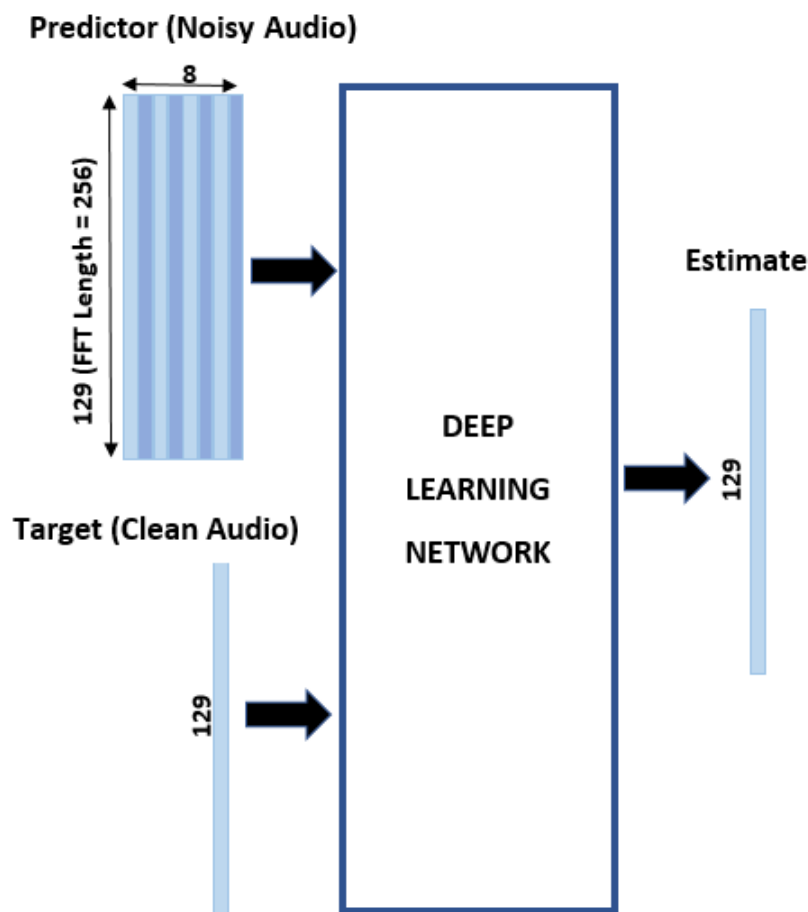 Predictor (Noisy Audio)
8
129 (FFT Length = 256)
Estimate
DEEP
LEARNING
NETWORK
129
Target (Clean Audio)
129